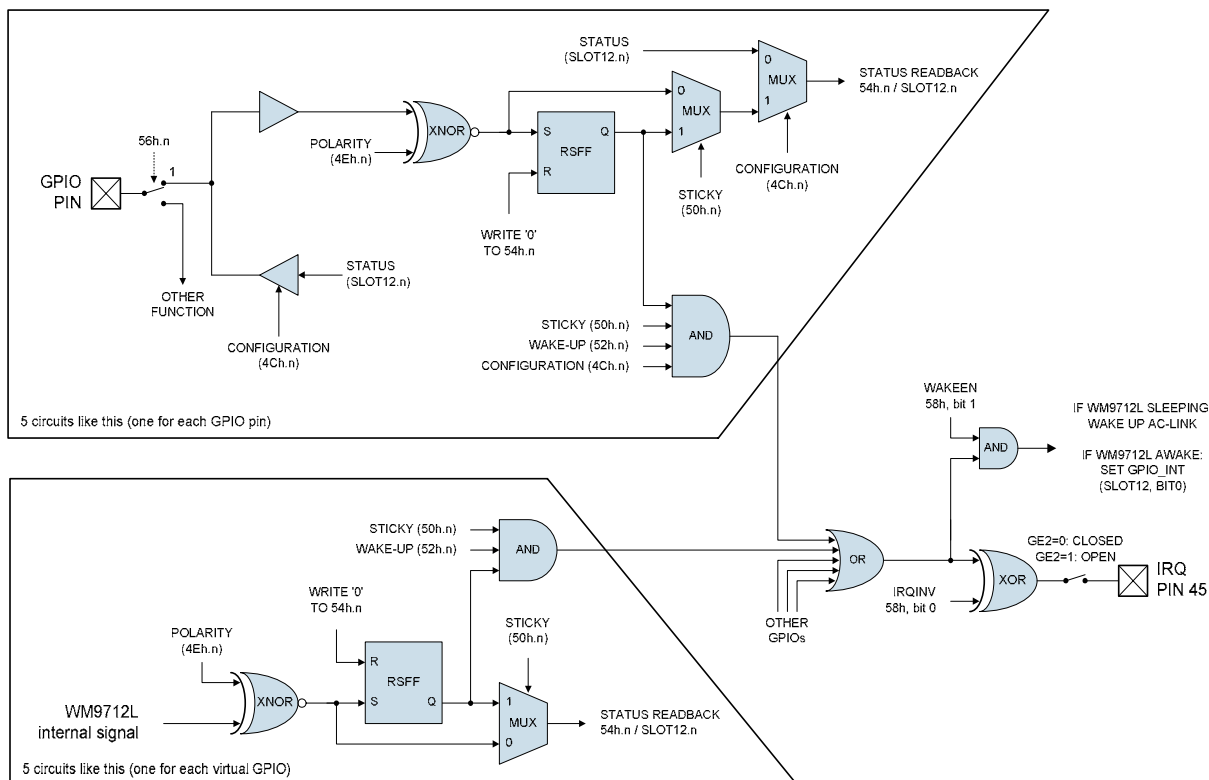 STATUS
(SLOT12.n)
0
MUX
1
STATUS READBACK
54h.n / SLOT12.n
0
MUX
1
56h.n
1
GPIO
PIN
POLARITY
(4Eh.n)
XNOR
S
Q
RSFF
R
CONFIGURATION
(4Ch.n)
STICKY
(50h.n)
WRITE '0'
TO 54h.n
STATUS
(SLOT12.n)
OTHER
FUNCTION
CONFIGURATION
(4Ch.n)
STICKY (50h.n)
WAKE-UP (52h.n)
CONFIGURATION (4Ch.n)
AND
5 circuits like this (one for each GPIO pin)
WAKEEN
58h, bit 1
AND
IF WM9712L SLEEPING
WAKE UP AC-LINK
IF WM9712L AWAKE:
SET GPIO_INT
(SLOT12, BIT0)
STICKY (50h.n)
WAKE-UP (52h.n)
AND
OR
OTHER
GPIOs
IRQINV
58h, bit 0
XOR
GE2=0: CLOSED
GE2=1: OPEN
IRQ
PIN 45
WRITE '0'
TO 54h.n
POLARITY
(4Eh.n)
XNOR
WM9712L
internal signal
R
RSFF
S
Q
STICKY
(50h.n)
1
MUX
0
STATUS READBACK
54h.n / SLOT12.n
5 circuits like this (one for each virtual GPIO)